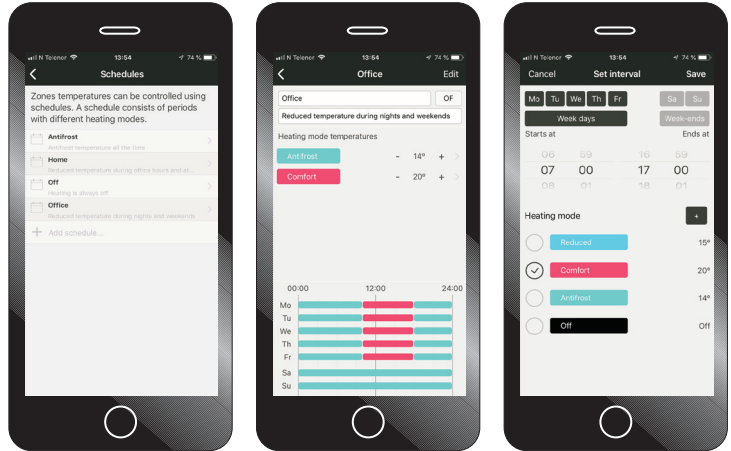 N Telenor 13:54 74 %
Schedules
Zones temperatures can be controlled using
schedules. A schedule consists of periods
with different heating modes.
Antifrost
Antifrost temperature all the time
Home
Reduced temperature during office hours and at...
Off
Heating is always off
Office
Reduced temperature during nights and weekends
+ Add schedule...
N Telenor 13:54 74 %
Office Edit
Office OF
Reduced temperature during nights and weekends
Heating mode temperatures
Antifrost - 14° +
Comfort - 20° +
00:00 12:00 24:00
Mo
Tu
We
Th
Fr
Sa
Su
N Telenor 13:54 74 %
Cancel Set interval Save
Mo Tu We Th Fr Sa Su
Week days Week-ends
Starts at Ends at
06 59 16 59
07 00 17 00
08 01 18 01
Heating mode +
Reduced 15°
Comfort 20°
Antifrost 14°
Off Off